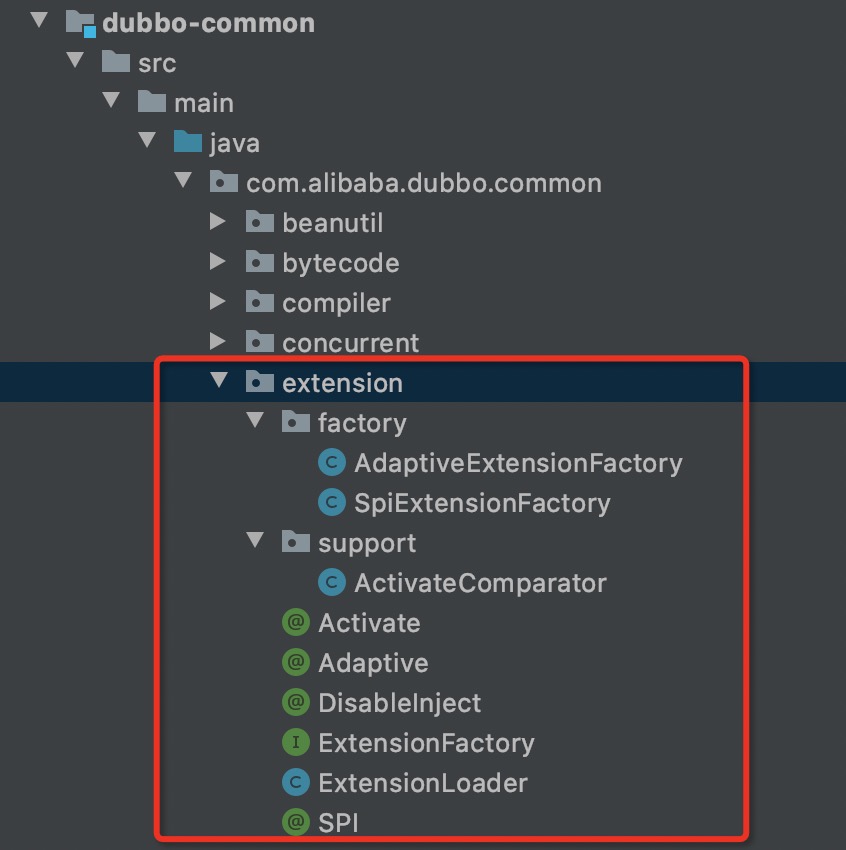 dubbo-common
src
main
java
com.alibaba.dubbo.common
beanutil
bytecode
compiler
concurrent
extension
factory
C AdaptiveExtensionFactory
C SpiExtensionFactory
support
C ActivateComparator
@ Activate
@ Adaptive
@ DisableInject
I ExtensionFactory
C ExtensionLoader
@ SPI